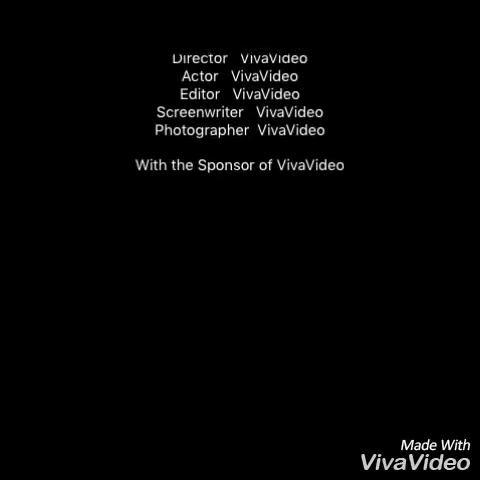 Director VivaVideo
Actor VivaVideo
Editor VivaVideo
Screenwriter VivaVideo
Photographer VivaVideo
With the Sponsor of VivaVideo
Made With
VivaVideo